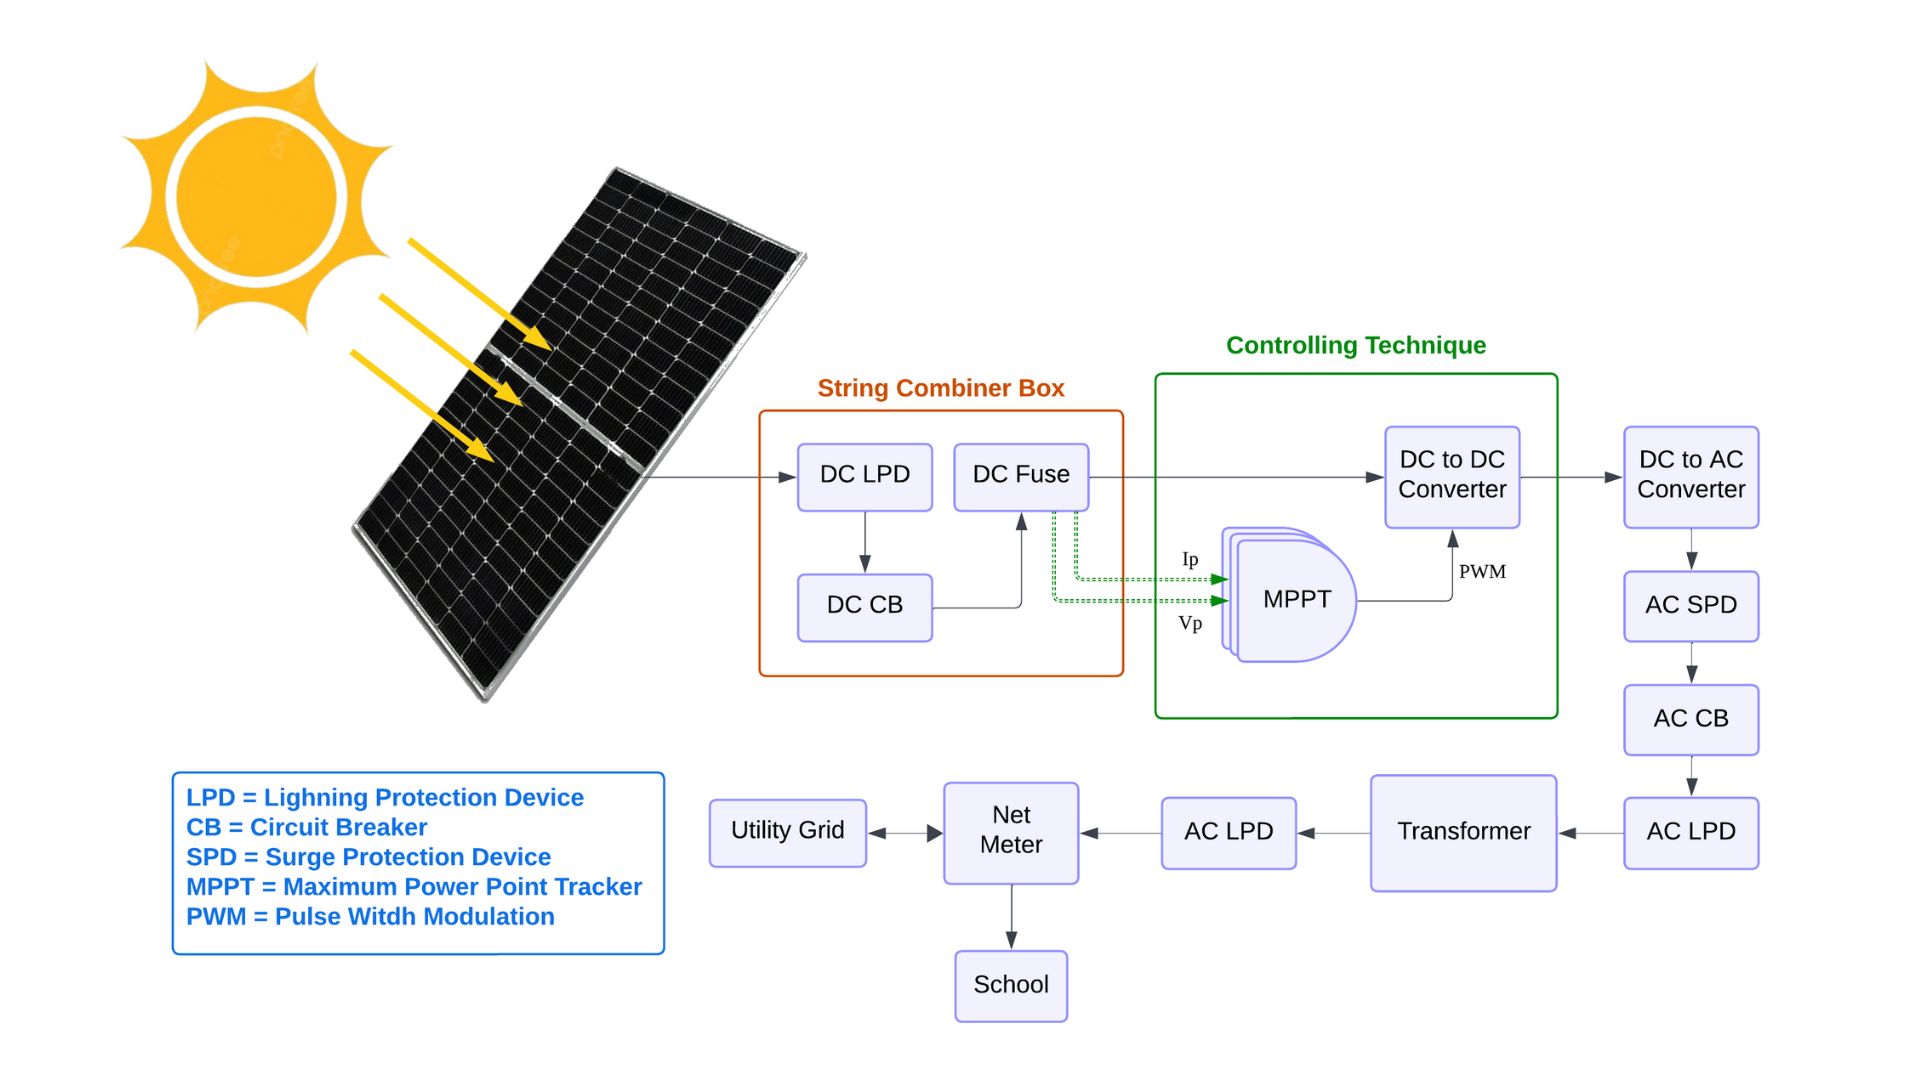 Controlling Technique
String Combiner Box
DC LPD
DC Fuse
DC to DC
Converter
DC to AC
Converter
DC CB
Ip
Vp
MPPT
PWM
AC SPD
AC CB
LPD = Lighning Protection Device
CB = Circuit Breaker
SPD = Surge Protection Device
MPPT = Maximum Power Point Tracker
PWM = Pulse Witdh Modulation
Utility Grid
Net
Meter
AC LPD
Transformer
AC LPD
School